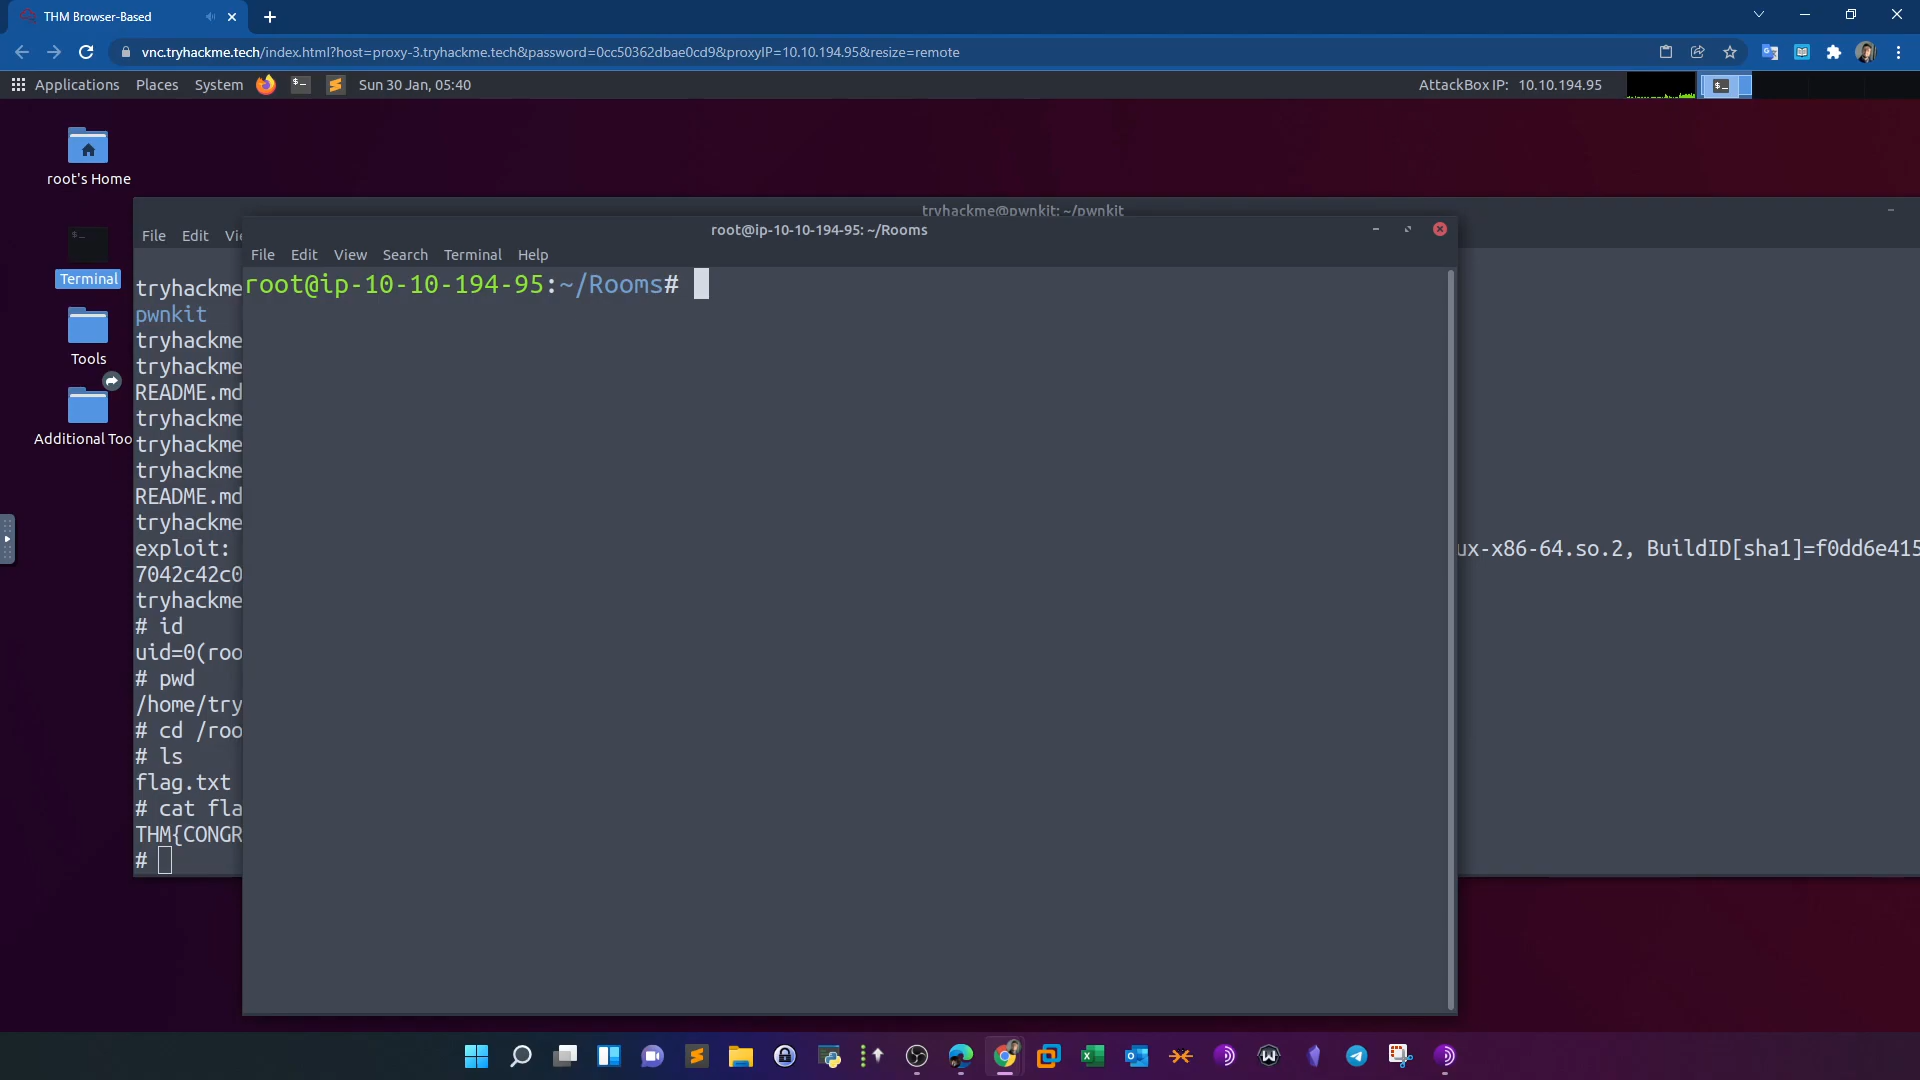 THM Browser-Based
vnc.tryhackme.tech/index.html?host=proxy-3.tryhackme.tech&password=0cc50362dbae0cd9&proxyIP=10.10.194.95&resize=remote
Applications Places System Sun 30 Jan, 05:40 AttackBox IP: 10.10.194.95
root's Home
Terminal
Tools
Additional Too
tryhackme@pwnkit: ~/pwnkit
File Edit
root@ip-10-10-194-95: ~/Rooms
File Edit View Search Terminal Help
root@ip-10-10-194-95:~/Rooms#
tryhackme
pwnkit
tryhackme
tryhackme
README.md
tryhackme
tryhackme
tryhackme
README.md
tryhackme
exploit: ux-x86-64.so.2, BuildID[sha1]=f0dd6e415
7042c42c0
tryhackme
# id
uid=0(roo
# pwd
/home/try
# cd /roo
# ls
flag.txt
# cat fla
THM{CONGR
#